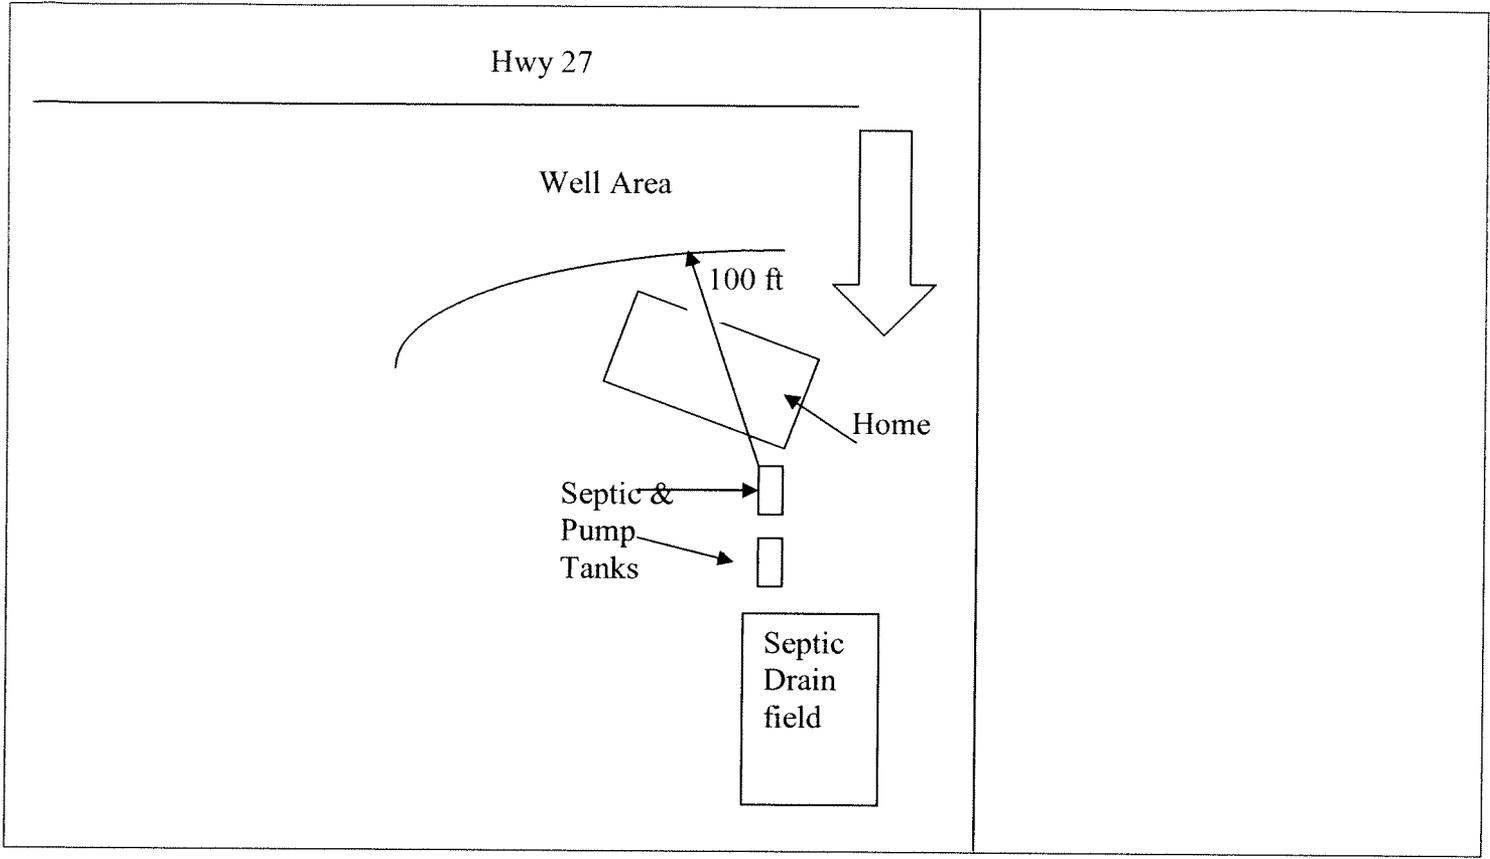 Hwy 27
Well Area
100 ft
Home
Septic &
Pump
Tanks
Septic
Drain
field